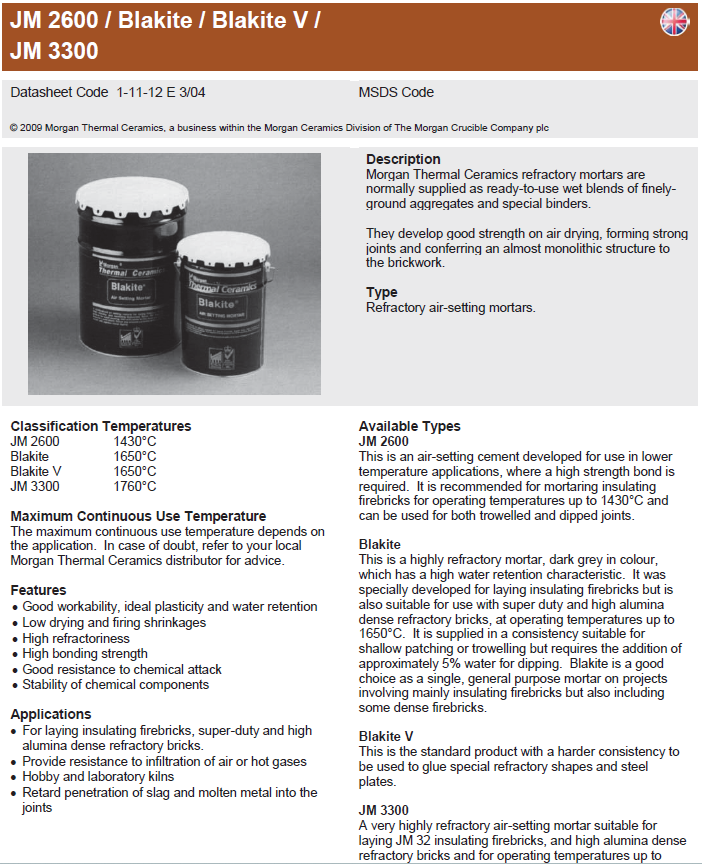 JM 2600 / Blakite / Blakite V /
JM 3300
Datasheet Code 1-11-12 E 3/04
MSDS Code
© 2009 Morgan Thermal Ceramics, a business within the Morgan Ceramics Division of The Morgan Crucible Company plc
Morgan
Thermal Ceramics
Blakite
Air Setting Mortar
Thermal Ceramics
Blakite
AIR SETTING MORTAR
Description
Morgan Thermal Ceramics refractory mortars are
normally supplied as ready-to-use wet blends of finely-
ground aggregates and special binders.
They develop good strength on air drying, forming strong
joints and conferring an almost monolithic structure to
the brickwork.
Type
Refractory air-setting mortars.
Classification Temperatures
JM 2600 1430°C
Blakite 1650°C
Blakite V 1650°C
JM 3300 1760°C
Maximum Continuous Use Temperature
The maximum continuous use temperature depends on
the application. In case of doubt, refer to your local
Morgan Thermal Ceramics distributor for advice.
Features
• Good workability, ideal plasticity and water retention
• Low drying and firing shrinkages
• High refractoriness
• High bonding strength
• Good resistance to chemical attack
• Stability of chemical components
Applications
• For laying insulating firebricks, super-duty and high
alumina dense refractory bricks.
• Provide resistance to infiltration of air or hot gases
• Hobby and laboratory kilns
• Retard penetration of slag and molten metal into the
joints
Available Types
JM 2600
This is an air-setting cement developed for use in lower
temperature applications, where a high strength bond is
required. It is recommended for mortaring insulating
firebricks for operating temperatures up to 1430°C and
can be used for both trowelled and dipped joints.
Blakite
This is a highly refractory mortar, dark grey in colour,
which has a high water retention characteristic. It was
specially developed for laying insulating firebricks but is
also suitable for use with super duty and high alumina
dense refractory bricks, at operating temperatures up to
1650°C. It is supplied in a consistency suitable for
shallow patching or trowelling but requires the addition of
approximately 5% water for dipping. Blakite is a good
choice as a single, general purpose mortar on projects
involving mainly insulating firebricks but also including
some dense firebricks.
Blakite V
This is the standard product with a harder consistency to
be used to glue special refractory shapes and steel
plates.
JM 3300
A very highly refractory air-setting mortar suitable for
laying JM 32 insulating firebricks, and high alumina dense
refractory bricks and for operating temperatures up to